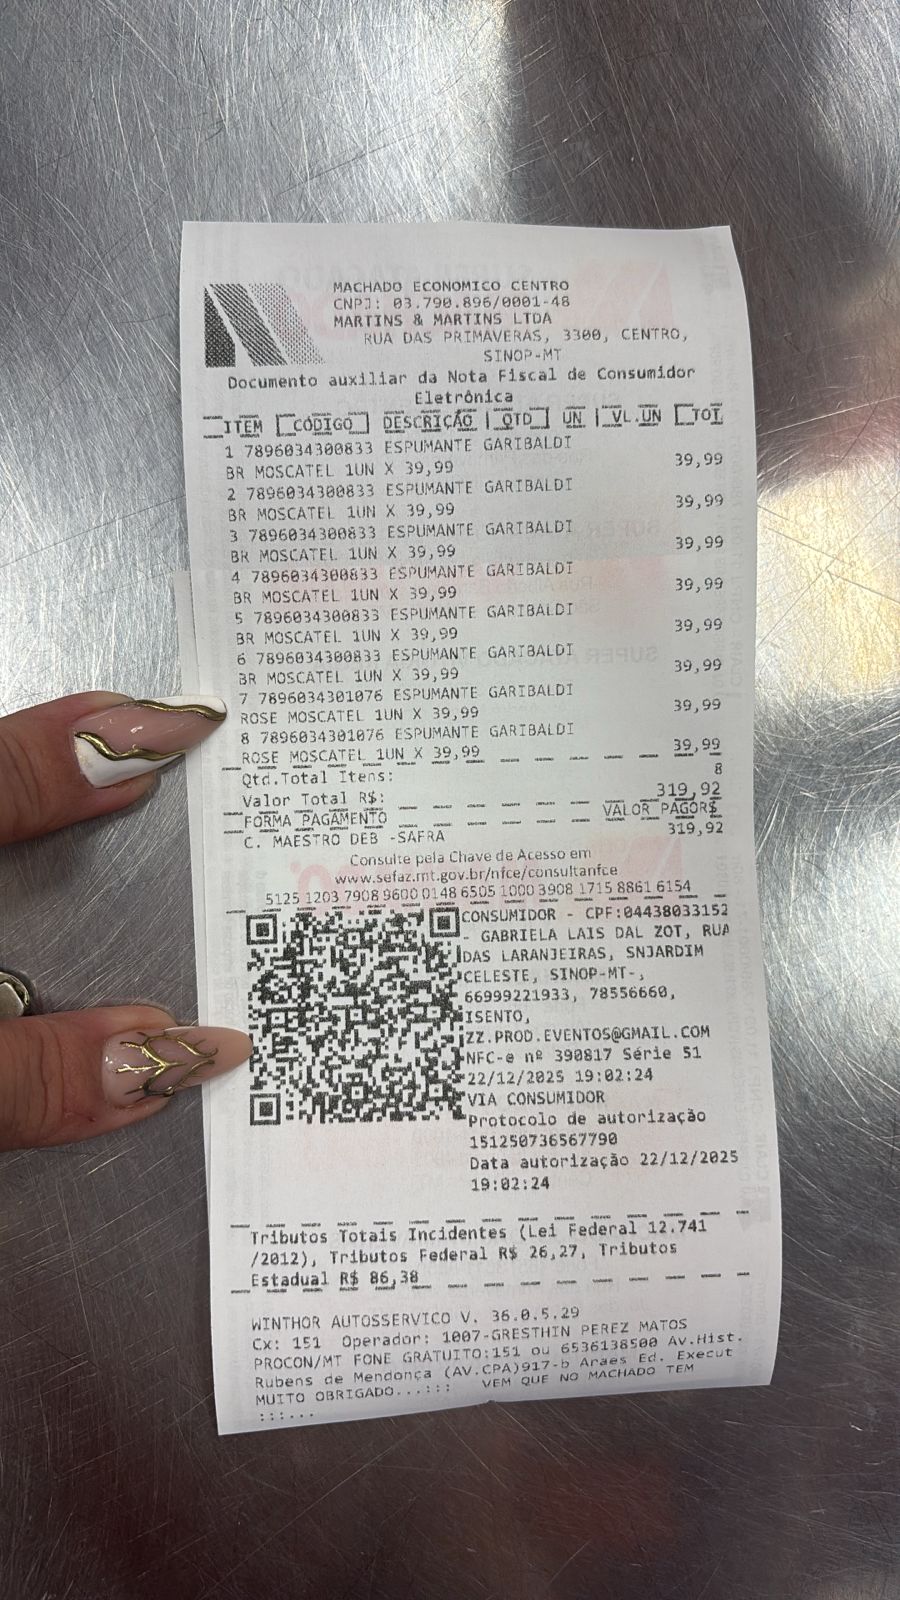 MACHADO ECONOMICO CENTRO
CNPJ: 03.790.896/0001-48
MARTINS & MARTINS LTDA
RUA DAS PRIMAVERAS, 3300, CENTRO,
SINOP-MT
Documento auxiliar da Nota Fiscal de Consumidor
Eletrônica
ITEM | CÓDIGO | DESCRIÇÃO | QTD | UN | VL.UN | TOT
1 7896034300833 ESPUMANTE GARIBALDI
BR MOSCATEL 1UN X 39,99 39,99
2 7896034300833 ESPUMANTE GARIBALDI
BR MOSCATEL 1UN X 39,99 39,99
3 7896034300833 ESPUMANTE GARIBALDI
BR MOSCATEL 1UN X 39,99 39,99
4 7896034300833 ESPUMANTE GARIBALDI
BR MOSCATEL 1UN X 39,99 39,99
5 7896034300833 ESPUMANTE GARIBALDI
BR MOSCATEL 1UN X 39,99 39,99
6 7896034300833 ESPUMANTE GARIBALDI
BR MOSCATEL 1UN X 39,99 39,99
7 7896034301076 ESPUMANTE GARIBALDI
ROSE MOSCATEL 1UN X 39,99 39,99
8 7896034301076 ESPUMANTE GARIBALDI
ROSE MOSCATEL 1UN X 39,99 39,99
Qtd.Total Itens: 8
Valor Total R$: 319,92
FORMA PAGAMENTO VALOR PAGOR$
C. MAESTRO DEB -SAFRA 319,92
Consulte pela Chave de Acesso em
www.sefaz.mt.gov.br/nfce/consultanfce
5125 1203 7908 9600 0148 6505 1000 3908 1715 8861 6154
CONSUMIDOR - CPF:04438033152
- GABRIELA LAIS DAL ZOT, RUA
DAS LARANJEIRAS, SNJARDIM
CELESTE, SINOP-MT-,
66999221933, 78556660,
ISENTO,
ZZ.PROD.EVENTOS@GMAIL.COM
NFC-e nº 390817 Série 51
22/12/2025 19:02:24
VIA CONSUMIDOR
Protocolo de autorização
151250736567790
Data autorização 22/12/2025
19:02:24
Tributos Totais Incidentes (Lei Federal 12.741
/2012), Tributos Federal R$ 26,27, Tributos
Estadual R$ 86,38
WINTHOR AUTOSSERVICO V. 36.0.5.29
Cx: 151 Operador: 1007-GRESTHIN PEREZ MATOS
PROCON/MT FONE GRATUITO:151 ou 6536138500 Av.Hist.
Rubens de Mendonça (AV.CPA)917-b Araes Ed. Execut
MUITO OBRIGADO...::: VEM QUE NO MACHADO TEM
:::...